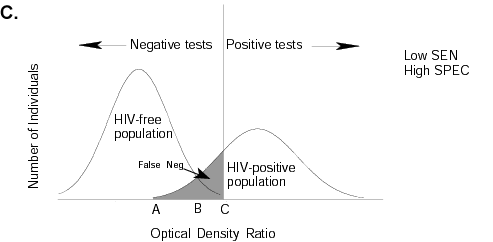 C.
Negative tests
Positive tests
Low SEN
High SPEC
Number of Individuals
HIV-free
population
False Neg
HIV-positive
population
A
B
C
Optical Density Ratio